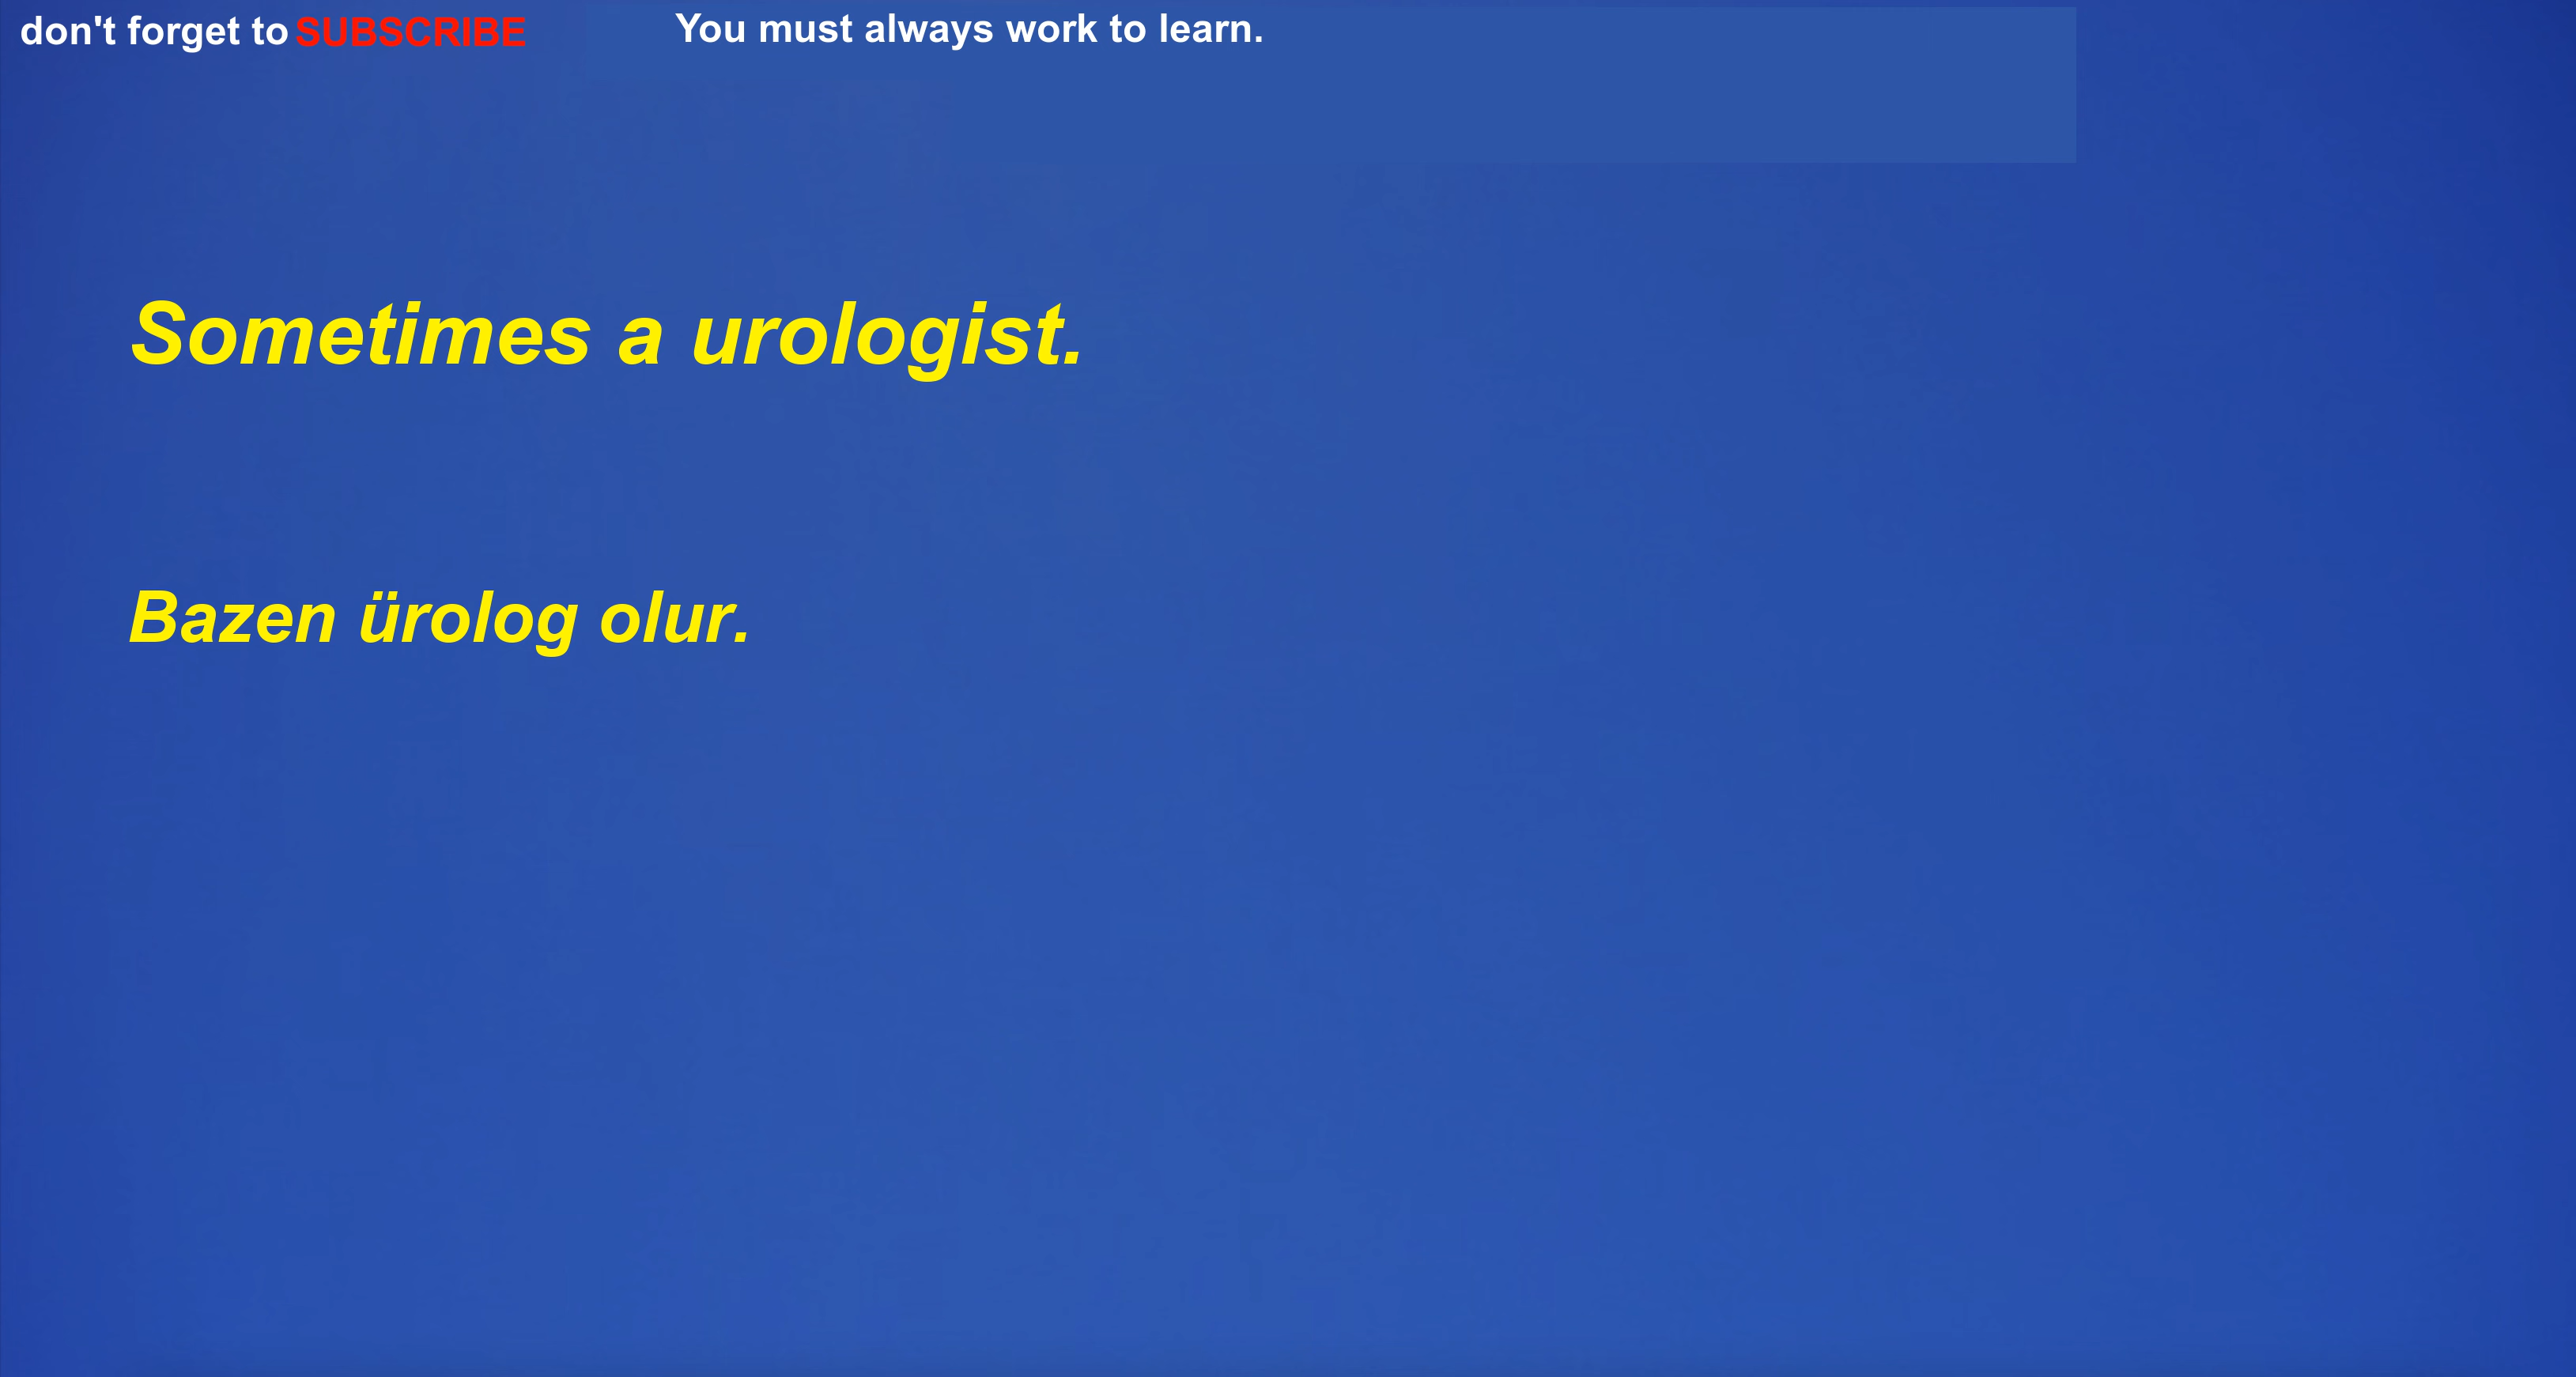 don't forget to SUBSCRIBE You must always work to learn.
Sometimes a urologist.
Bazen ürolog olur.